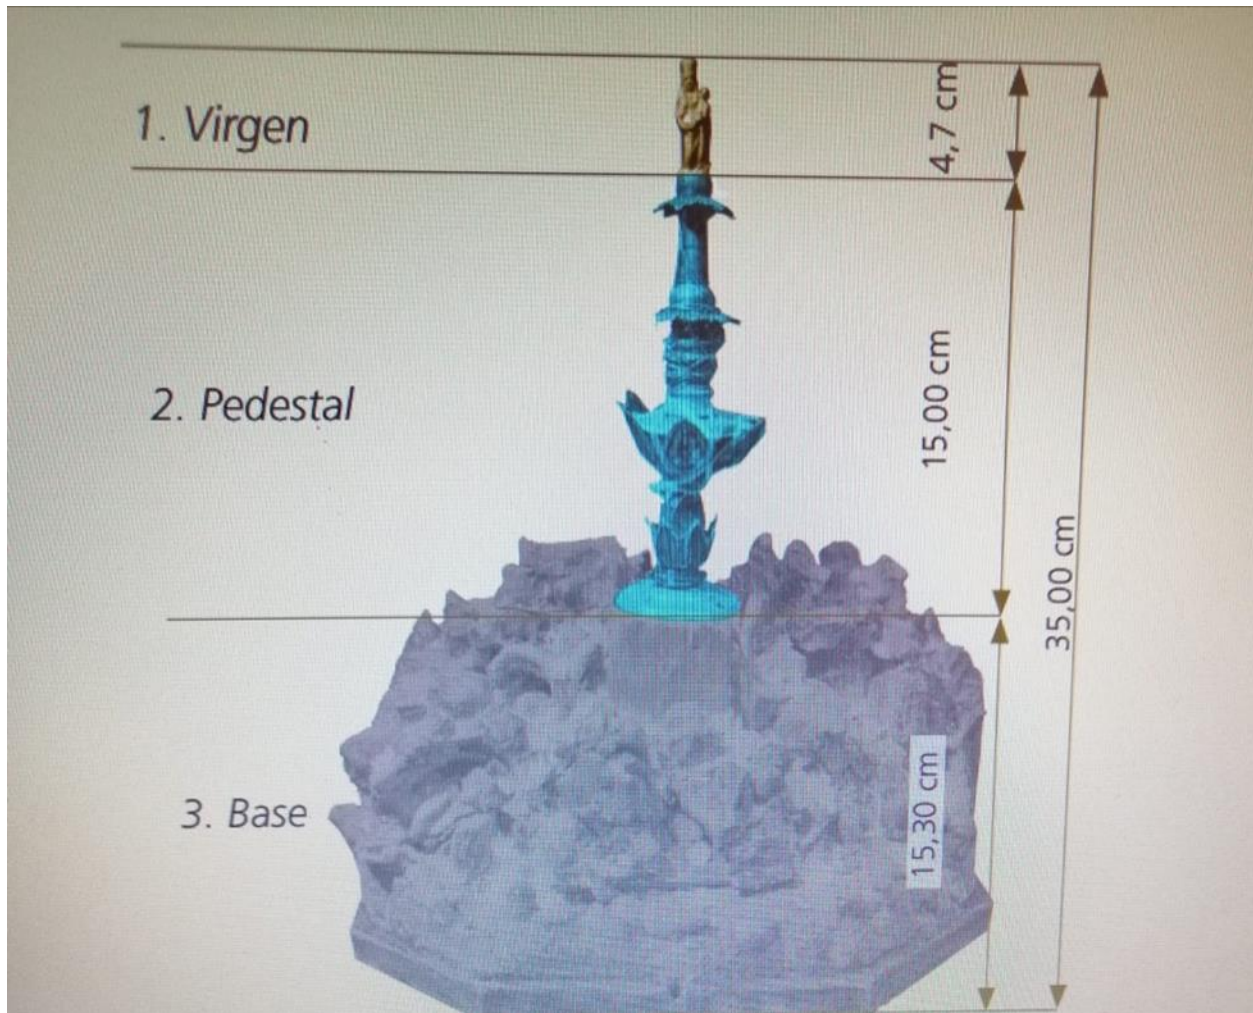 1. Virgen
4,7 cm
2. Pedestal
15,00 cm
35,00 cm
3. Base
15,30 cm